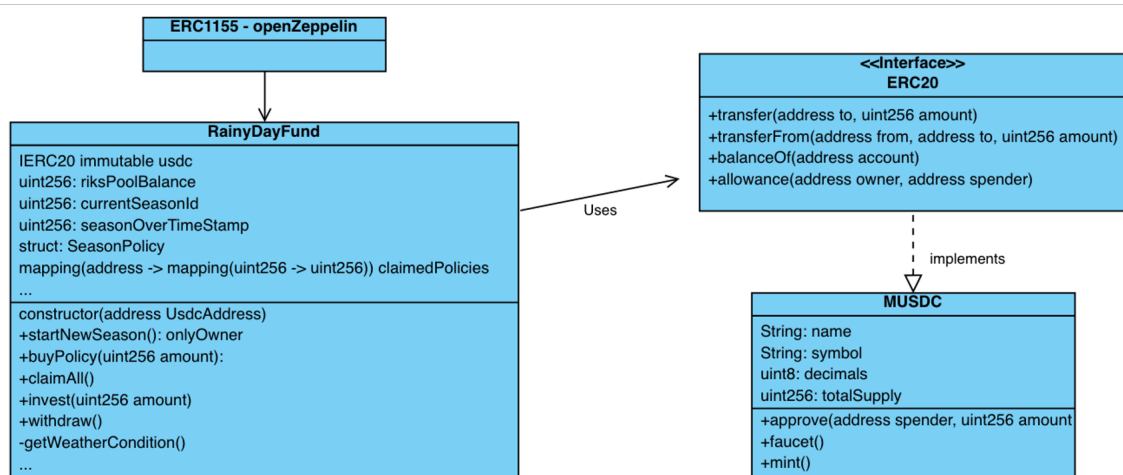 ERC1155 - openZeppelin
RainyDayFund
IERC20 immutable usdc
uint256: riksPoolBalance
uint256: currentSeasonId
uint256: seasonOverTimeStamp
struct: SeasonPolicy
mapping(address -> mapping(uint256 -> uint256)) claimedPolicies
...
constructor(address UsdcAddress)
+startNewSeason(): onlyOwner
+buyPolicy(uint256 amount):
+claimAll()
+invest(uint256 amount)
+withdraw()
-getWeatherCondition()
...
Uses
<<Interface>>
ERC20
+transfer(address to, uint256 amount)
+transferFrom(address from, address to, uint256 amount)
+balanceOf(address account)
+allowance(address owner, address spender)
implements
MUSDC
String: name
String: symbol
uint8: decimals
uint256: totalSupply
+approve(address spender, uint256 amount
+faucet()
+mint()